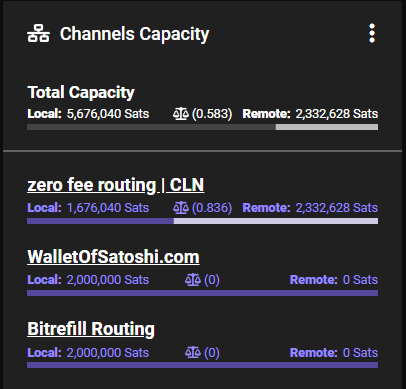 Channels Capacity
Total Capacity
Local: 5,676,040 Sats (0.583) Remote: 2,332,628 Sats
zero fee routing | CLN
Local: 1,676,040 Sats (0.836) Remote: 2,332,628 Sats
WalletOfSatoshi.com
Local: 2,000,000 Sats (0) Remote: 0 Sats
Bitrefill Routing
Local: 2,000,000 Sats (0) Remote: 0 Sats